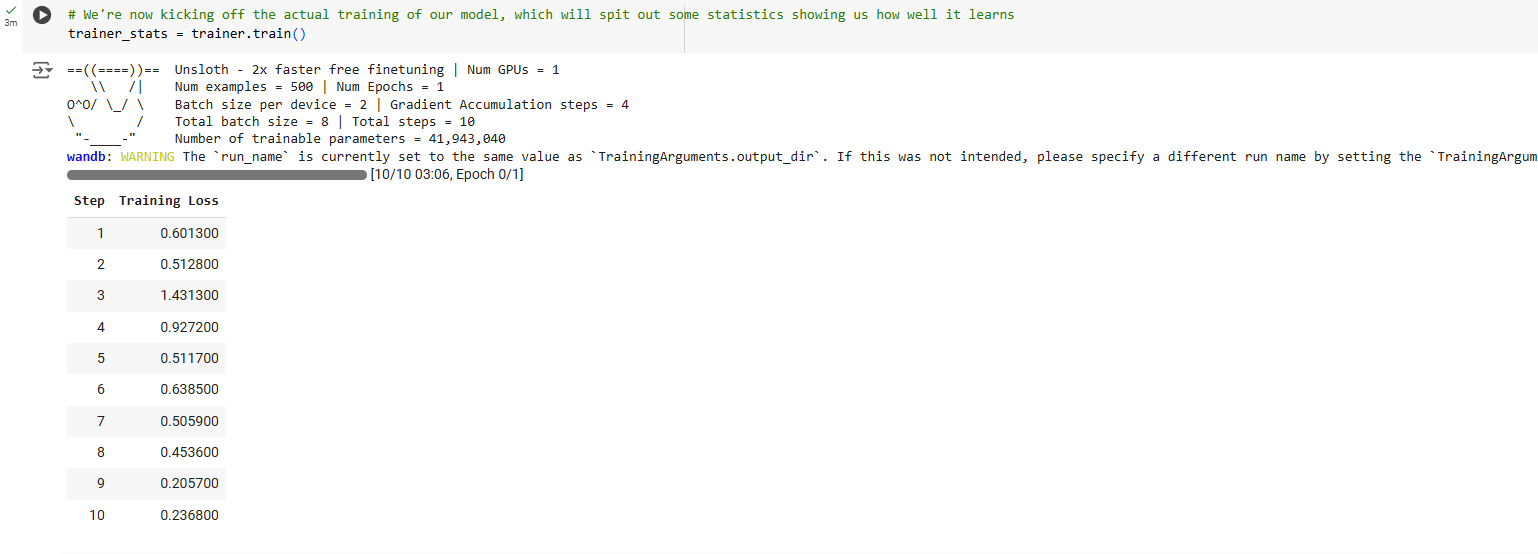 3m
# We're now kicking off the actual training of our model, which will spit out some statistics showing us how well it learns
trainer_stats = trainer.train()
==((====))==  Unsloth - 2x faster free finetuning | Num GPUs = 1
   \\   /|    Num examples = 500 | Num Epochs = 1
O^O/ \_/ \    Batch size per device = 2 | Gradient Accumulation steps = 4
\        /    Total batch size = 8 | Total steps = 10
 "-____-"     Number of trainable parameters = 41,943,040
wandb: WARNING The `run_name` is currently set to the same value as `TrainingArguments.output_dir`. If this was not intended, please specify a different run name by setting the `TrainingArgum
[10/10 03:06, Epoch 0/1]
Step Training Loss
1 0.601300
2 0.512800
3 1.431300
4 0.927200
5 0.511700
6 0.638500
7 0.505900
8 0.453600
9 0.205700
10 0.236800